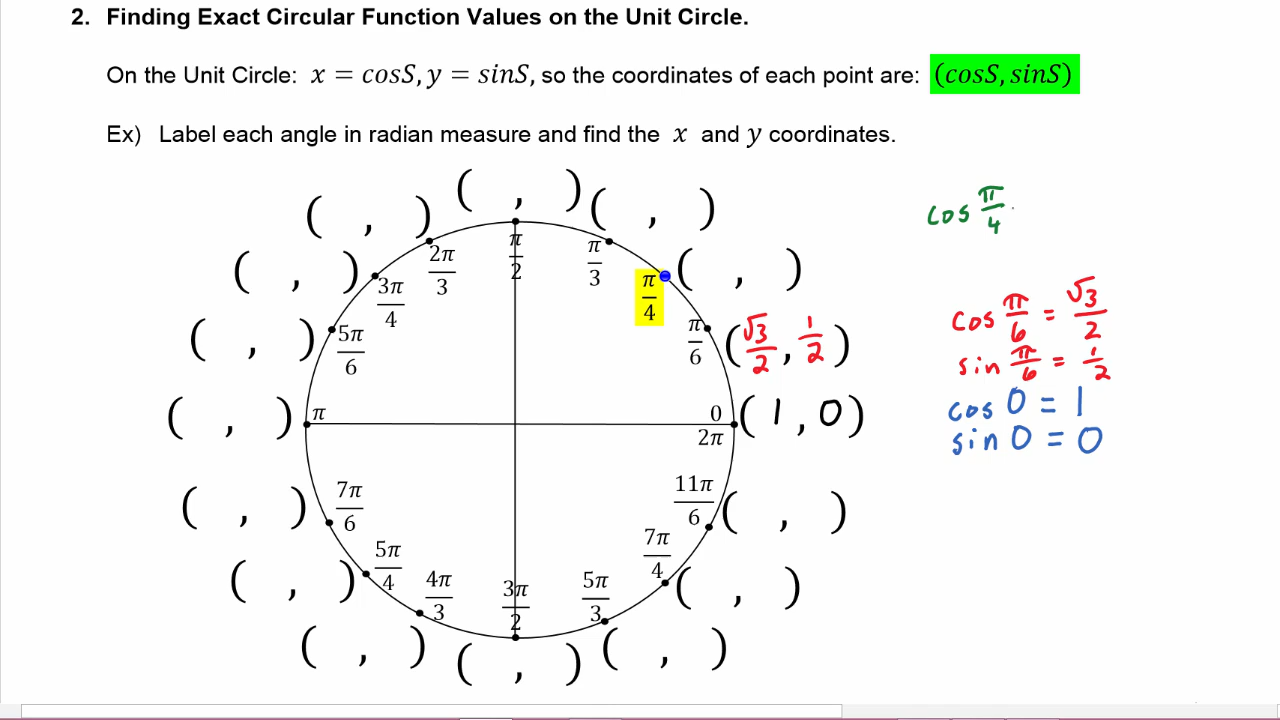 2. Finding Exact Circular Function Values on the Unit Circle.
On the Unit Circle: x = cosS, y = sinS, so the coordinates of each point are: (cosS, sinS)
Ex) Label each angle in radian measure and find the x and y coordinates.
( , )
( , )
( , )
( , )
( , )
( , )
( , )
π/2
π/3
2π/3
π/4
3π/4
π/6
5π/6
(√3/2, 1/2)
π
( , )
0
2π
(1, 0)
cos π/4
cos π/6 = √3/2
sin π/6 = 1/2
cos 0 = 1
sin 0 = 0
7π/6
( , )
11π/6
( , )
5π/4
( , )
7π/4
( , )
4π/3
( , )
3π/2
( , )
5π/3
( , )